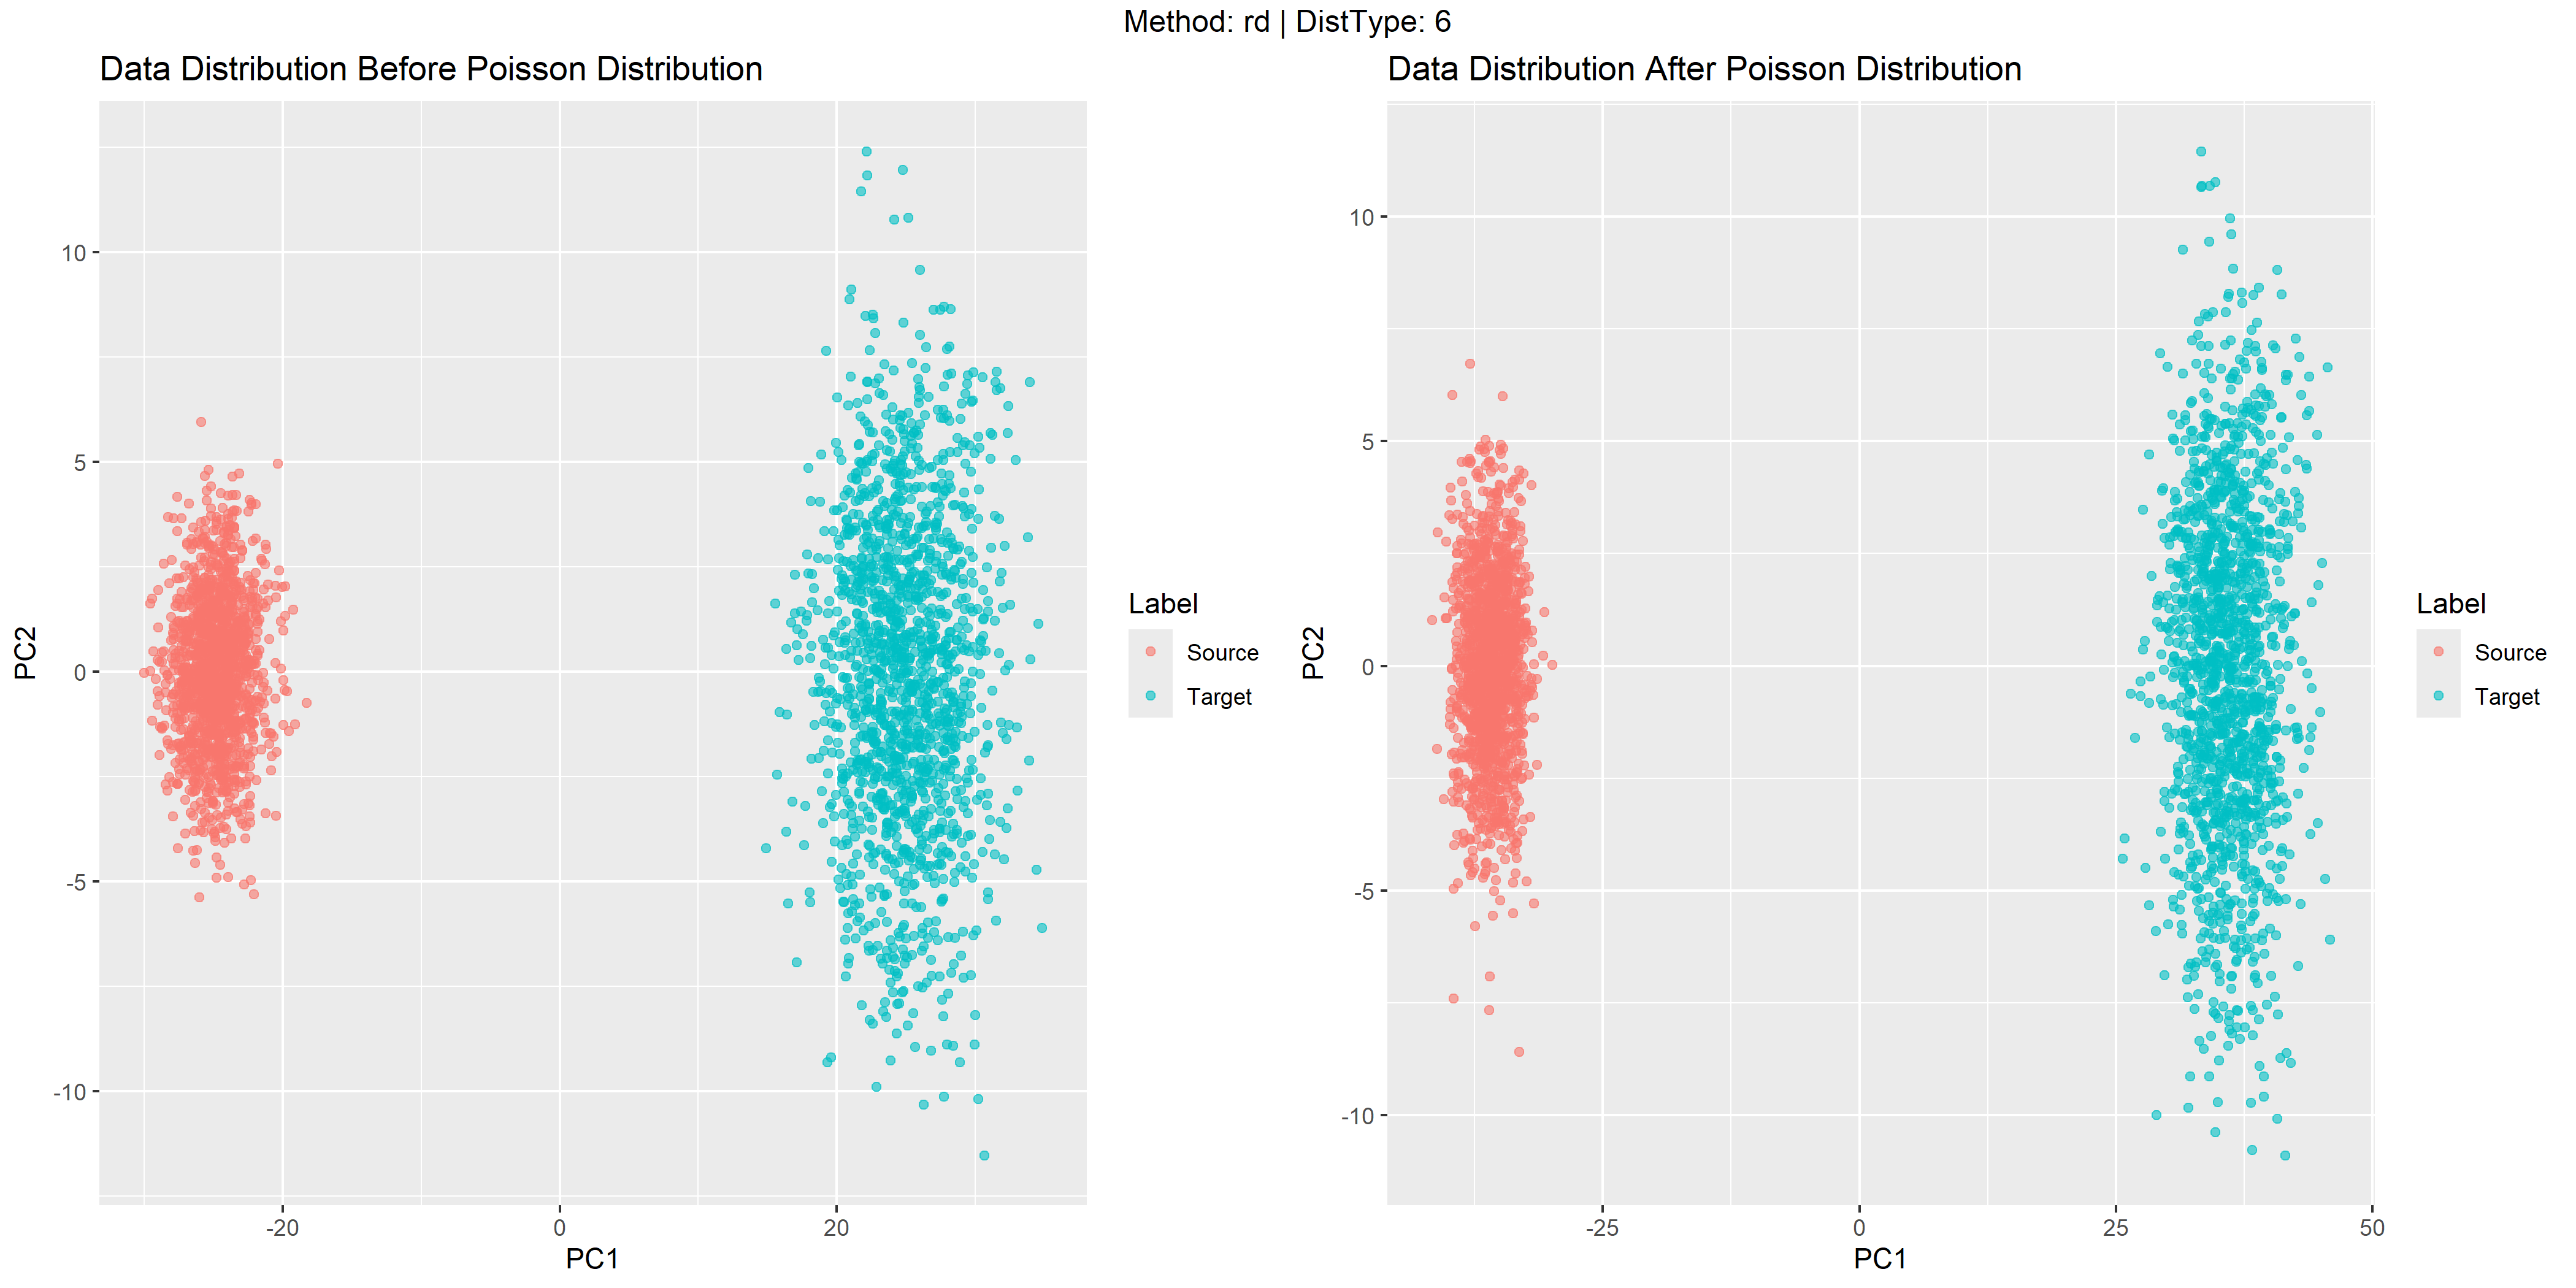 Method: rd | DistType: 6
Data Distribution Before Poisson Distribution
10
5
0
-5
-10
PC2
-20
0
20
PC1
Label
Source
Target
Data Distribution After Poisson Distribution
10
5
0
-5
-10
PC2
-25
0
25
50
PC1
Label
Source
Target